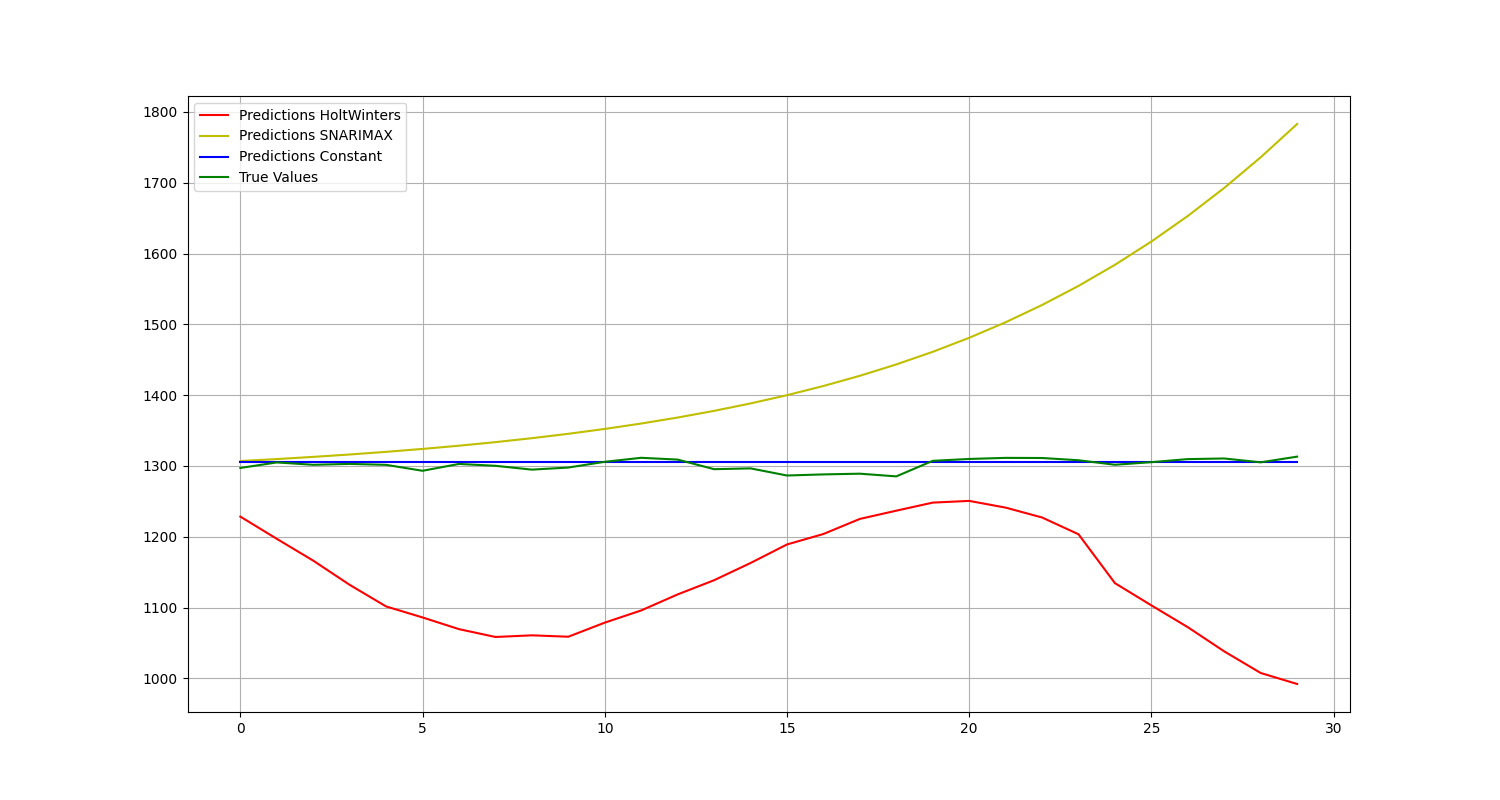 Predictions HoltWinters
Predictions SNARIMAX
Predictions Constant
True Values
1800
1700
1600
1500
1400
1300
1200
1100
1000
0 5 10 15 20 25 30